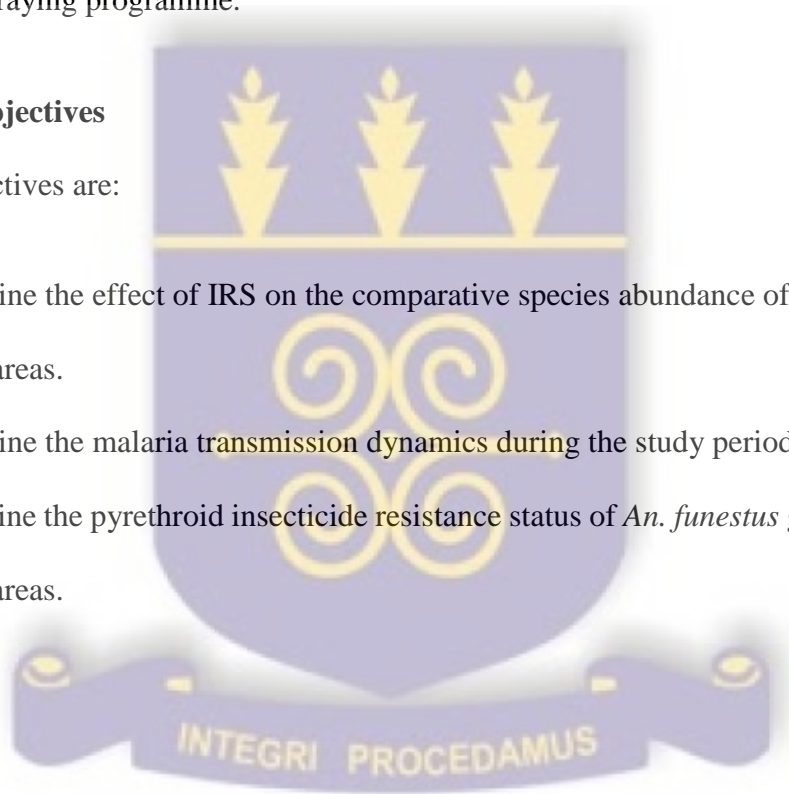 raying programme.
jectives
ctives are:
ine the effect of IRS on the comparative species abundance of
areas.
ine the malaria transmission dynamics during the study period
ine the pyrethroid insecticide resistance status of An. funestus
areas.
INTEGRI PROCEDAMUS